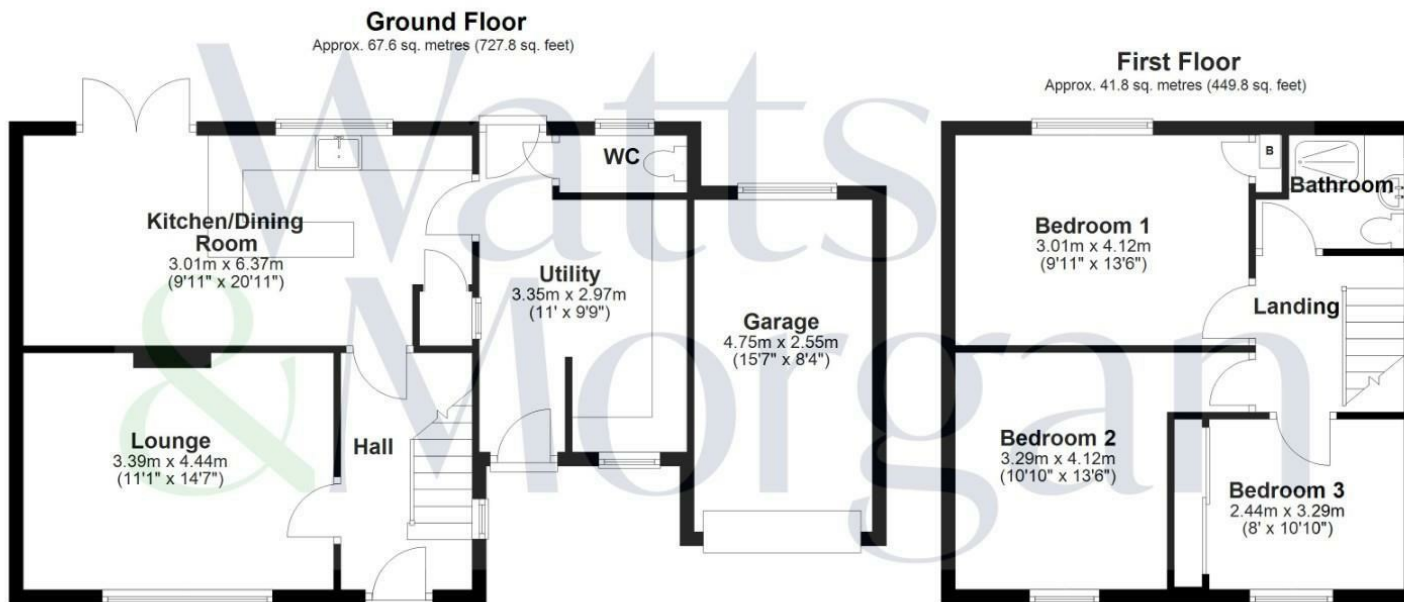 Ground Floor
Approx. 67.6 sq. metres (727.8 sq. feet)
Kitchen/Dining
Room
3.01m x 6.37m
(9'11" x 20'11")
WC
Utility
3.35m x 2.97m
(11' x 9'9")
Garage
4.75m x 2.55m
(15'7" x 8'4")
Lounge
3.39m x 4.44m
(11'1" x 14'7")
Hall
First Floor
Approx. 41.8 sq. metres (449.8 sq. feet)
B
Bathroom
Bedroom 1
3.01m x 4.12m
(9'11" x 13'6")
Landing
Bedroom 2
3.29m x 4.12m
(10'10" x 13'6")
Bedroom 3
2.44m x 3.29m
(8' x 10'10")
Watts
& Morgan